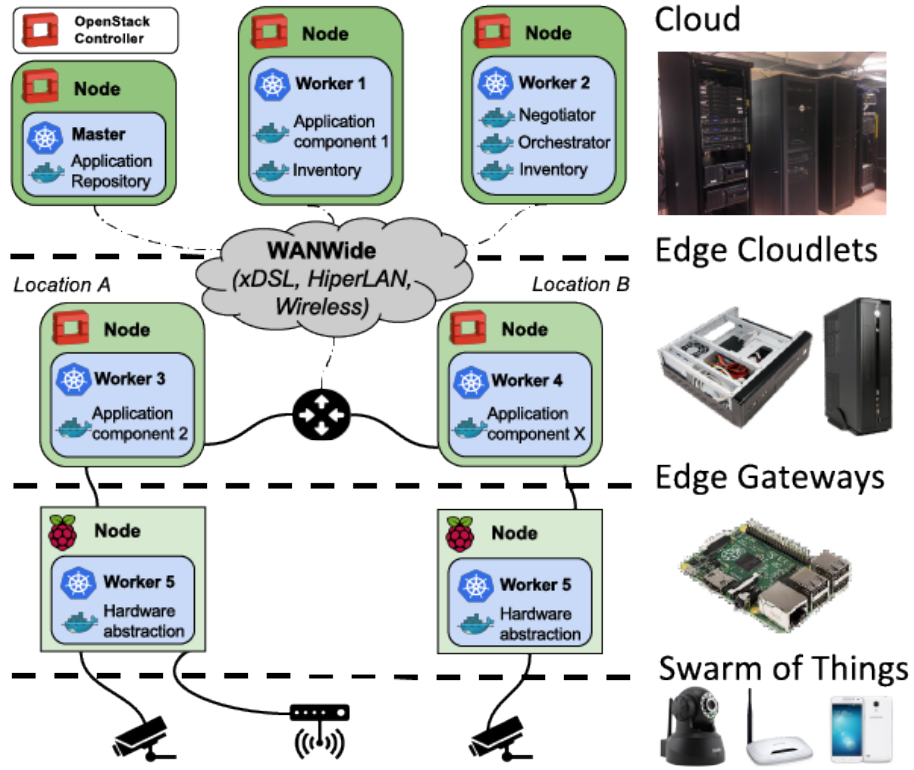 OpenStack
Controller
Node
Master
Application
Repository
Node
Worker 1
Application
component 1
Inventory
Node
Worker 2
Negotiator
Orchestrator
Inventory
Cloud
WANWide
(xDSL, HiperLAN,
Wireless)
Edge Cloudlets
Location A
Location B
Node
Worker 3
Application
component 2
Node
Worker 4
Application
component X
Edge Gateways
Node
Worker 5
Hardware
abstraction
Node
Worker 5
Hardware
abstraction
Swarm of Things